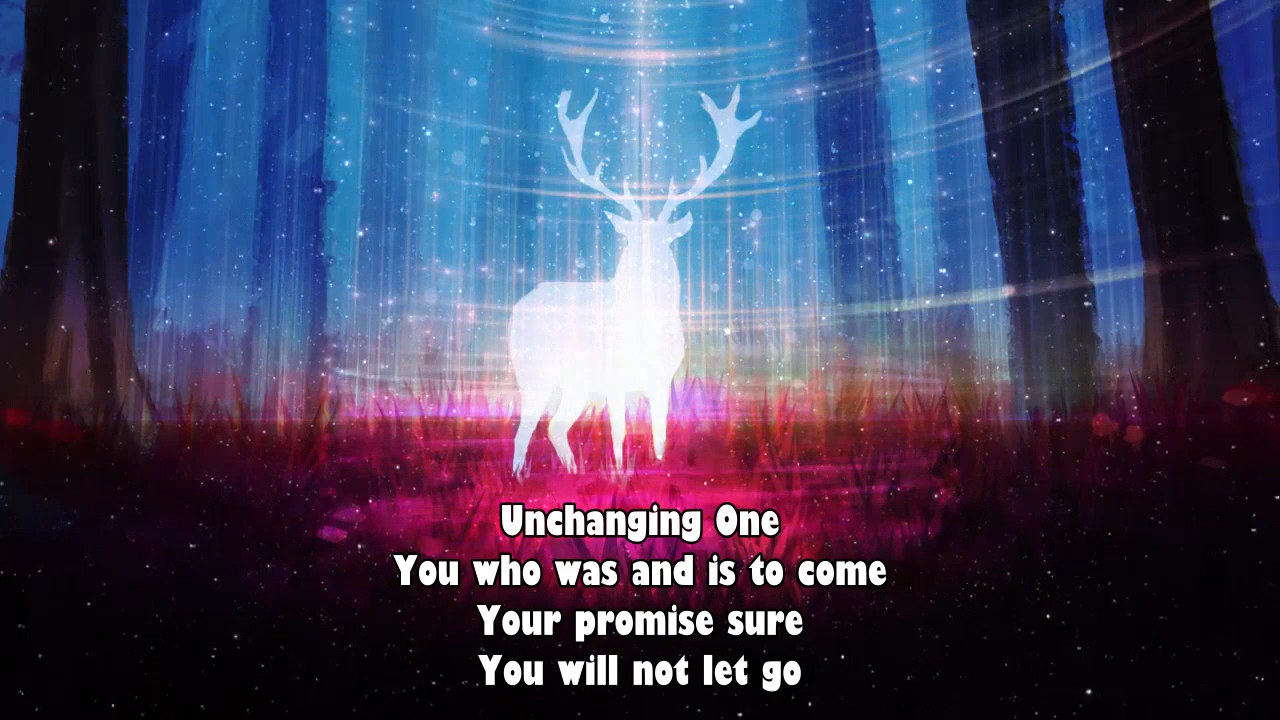 Unchanging One
You who was and is to come
Your promise sure
You will not let go